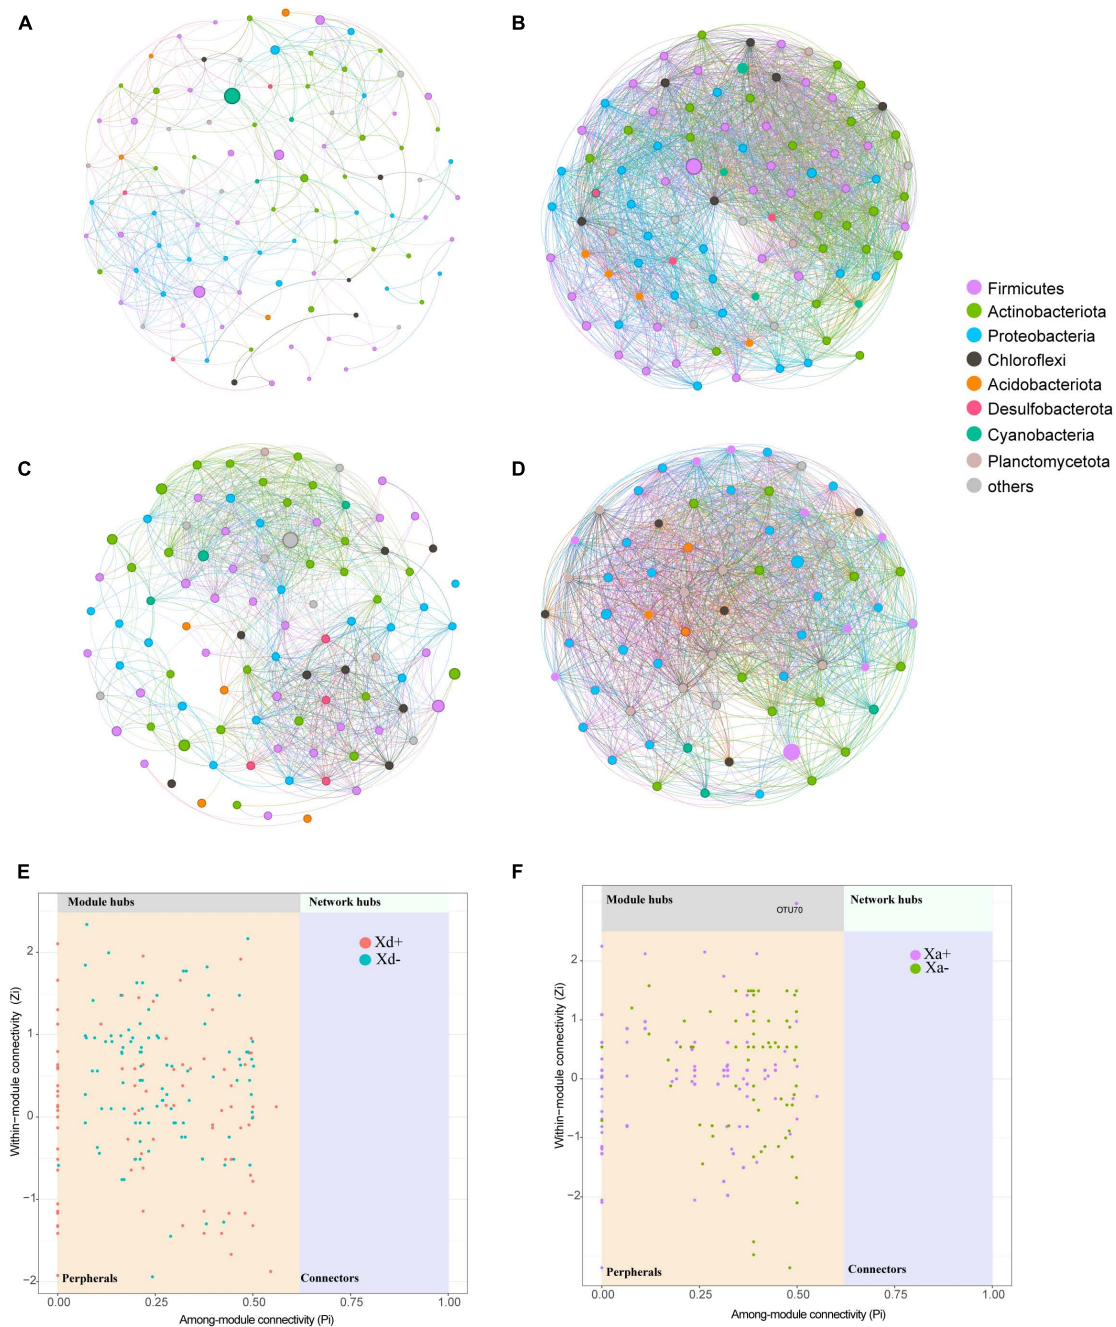 A
B
Firmicutes
Actinobacteriota
Proteobacteria
Chloroflexi
Acidobacteriota
Desulfobacterota
Cyanobacteria
Planctomycetota
others
C
D
E
Module hubs
Network hubs
Xd+
Xd-
2
1
0
−1
−2
Within−module connectivity (Zi)
Perpherals
Connectors
0.00
0.25
0.50
0.75
1.00
Among-module connectivity (Pi)
F
Module hubs
Network hubs
OTU70
Xa+
Xa-
2
1
0
−1
−2
Within−module connectivity (Zi)
Perpherals
Connectors
0.00
0.25
0.50
0.75
1.00
Among-module connectivity (Pi)